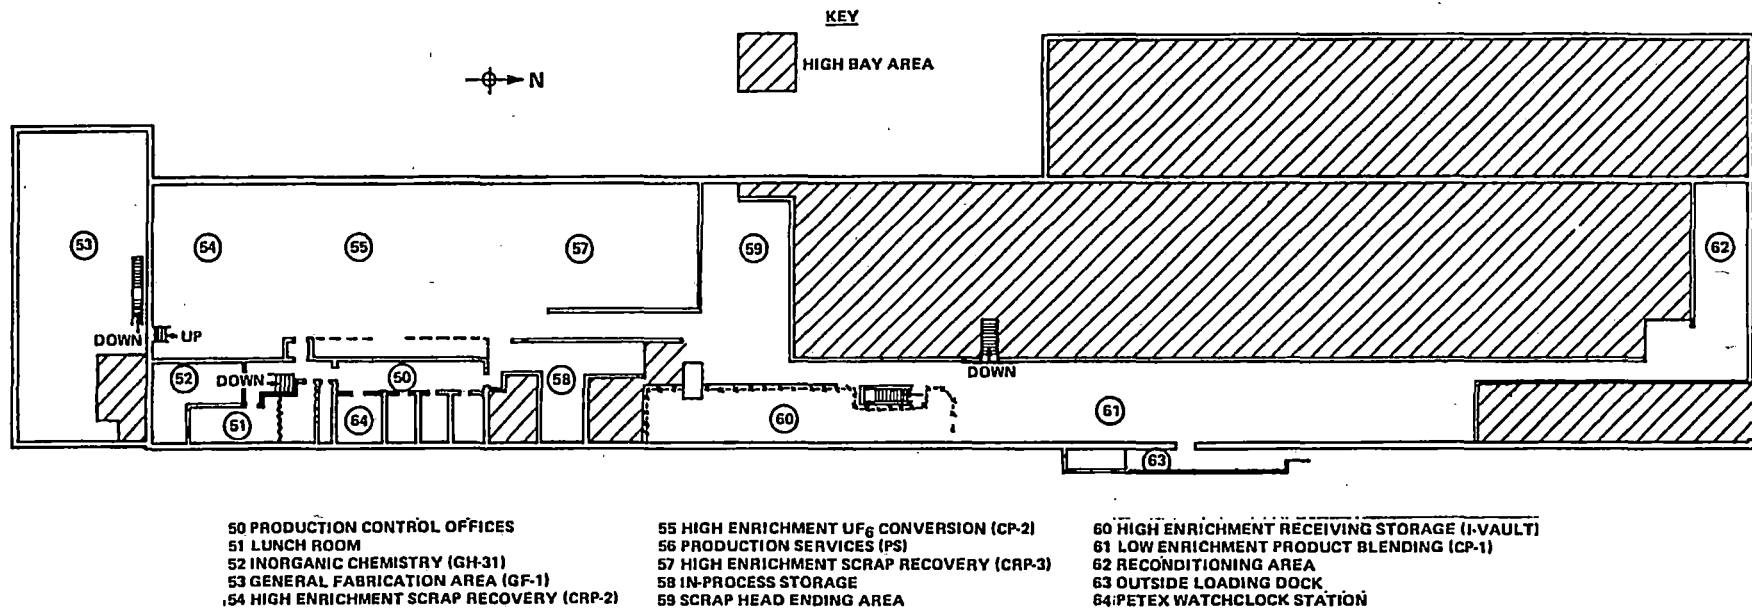 KEY
HIGH BAY AREA
N
53
54
55
57
59
62
DOWN
UP
52
DOWN
50
58
DOWN
51
64
60
61
63
50 PRODUCTION CONTROL OFFICES
51 LUNCH ROOM
52 INORGANIC CHEMISTRY (GH-31)
53 GENERAL FABRICATION AREA (GF-1)
54 HIGH ENRICHMENT SCRAP RECOVERY (CRP-2)
55 HIGH ENRICHMENT UF6 CONVERSION (CP-2)
56 PRODUCTION SERVICES (PS)
57 HIGH ENRICHMENT SCRAP RECOVERY (CRP-3)
58 IN-PROCESS STORAGE
59 SCRAP HEAD ENDING AREA
60 HIGH ENRICHMENT RECEIVING STORAGE (I-VAULT)
61 LOW ENRICHMENT PRODUCT BLENDING (CP-1)
62 RECONDITIONING AREA
63 OUTSIDE LOADING DOCK
64 PETEX WATCHCLOCK STATION